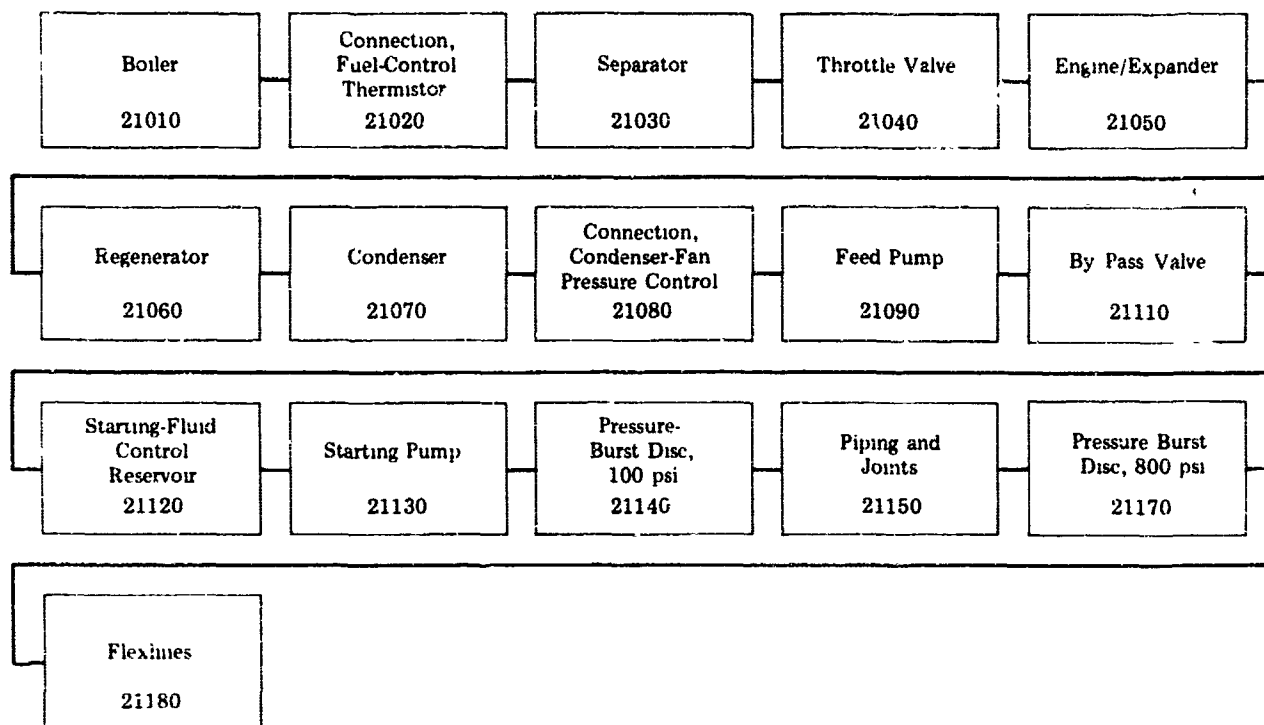 Boiler
21010
Connection,
Fuel-Control
Thermistor
21020
Separator
21030
Throttle Valve
21040
Engine/Expander
21050
Regenerator
21060
Condenser
21070
Connection,
Condenser-Fan
Pressure Control
21080
Feed Pump
21090
By Pass Valve
21110
Starting-Fluid
Control
Reservoir
21120
Starting Pump
21130
Pressure-
Burst Disc,
100 psi
21140
Piping and
Joints
21150
Pressure Burst
Disc, 800 psi
21170
Fleximes
21180